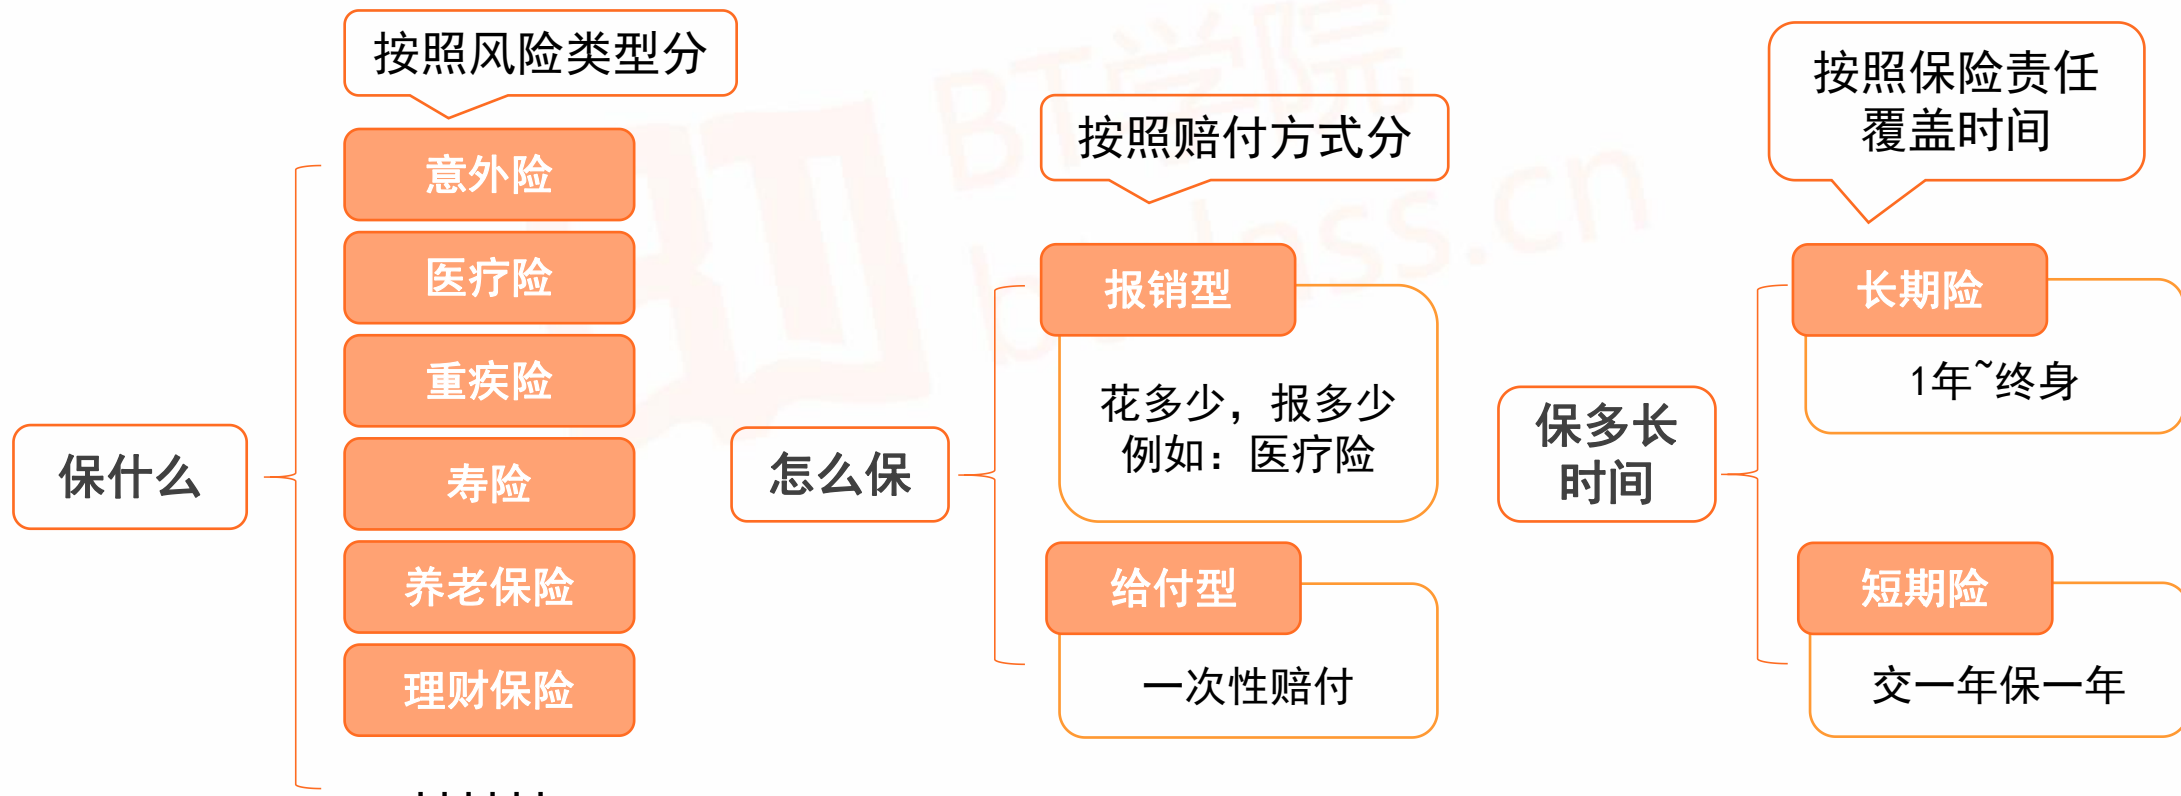 按照风险类型分
保什么
意外险
医疗险
重疾险
寿险
养老保险
理财保险
......
按照赔付方式分
怎么保
报销型
花多少，报多少
例如：医疗险
给付型
一次性赔付
按照保险责任
覆盖时间
保多长
时间
长期险
1年~终身
短期险
交一年保一年
BT学院